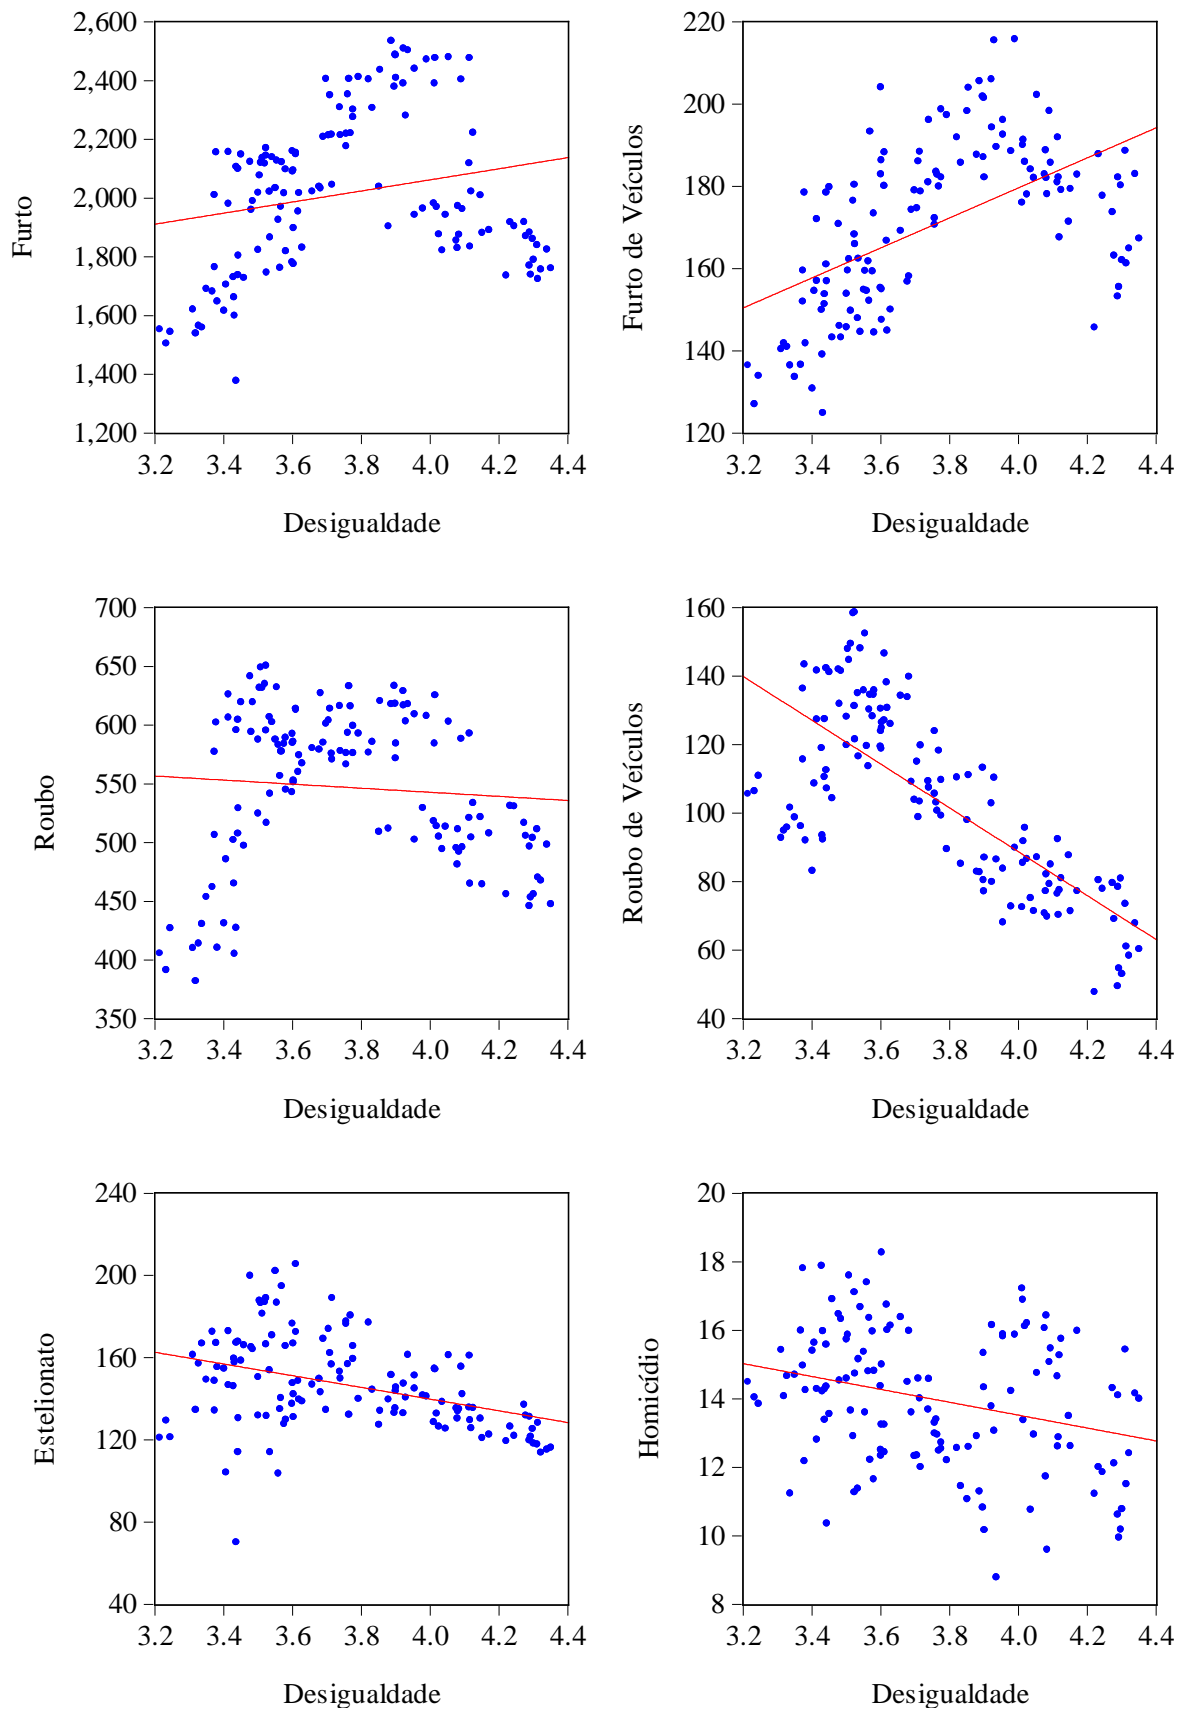 2,600
2,400
2,200
2,000
1,800
1,600
1,400
1,200
Furto
3.2 3.4 3.6 3.8 4.0 4.2 4.4
Desigualdade
220
200
180
160
140
120
Furto de Veículos
3.2 3.4 3.6 3.8 4.0 4.2 4.4
Desigualdade
700
650
600
550
500
450
400
350
Roubo
3.2 3.4 3.6 3.8 4.0 4.2 4.4
Desigualdade
160
140
120
100
80
60
40
Roubo de Veículos
3.2 3.4 3.6 3.8 4.0 4.2 4.4
Desigualdade
240
200
160
120
80
40
Estelionato
3.2 3.4 3.6 3.8 4.0 4.2 4.4
Desigualdade
20
18
16
14
12
10
8
Homicídio
3.2 3.4 3.6 3.8 4.0 4.2 4.4
Desigualdade